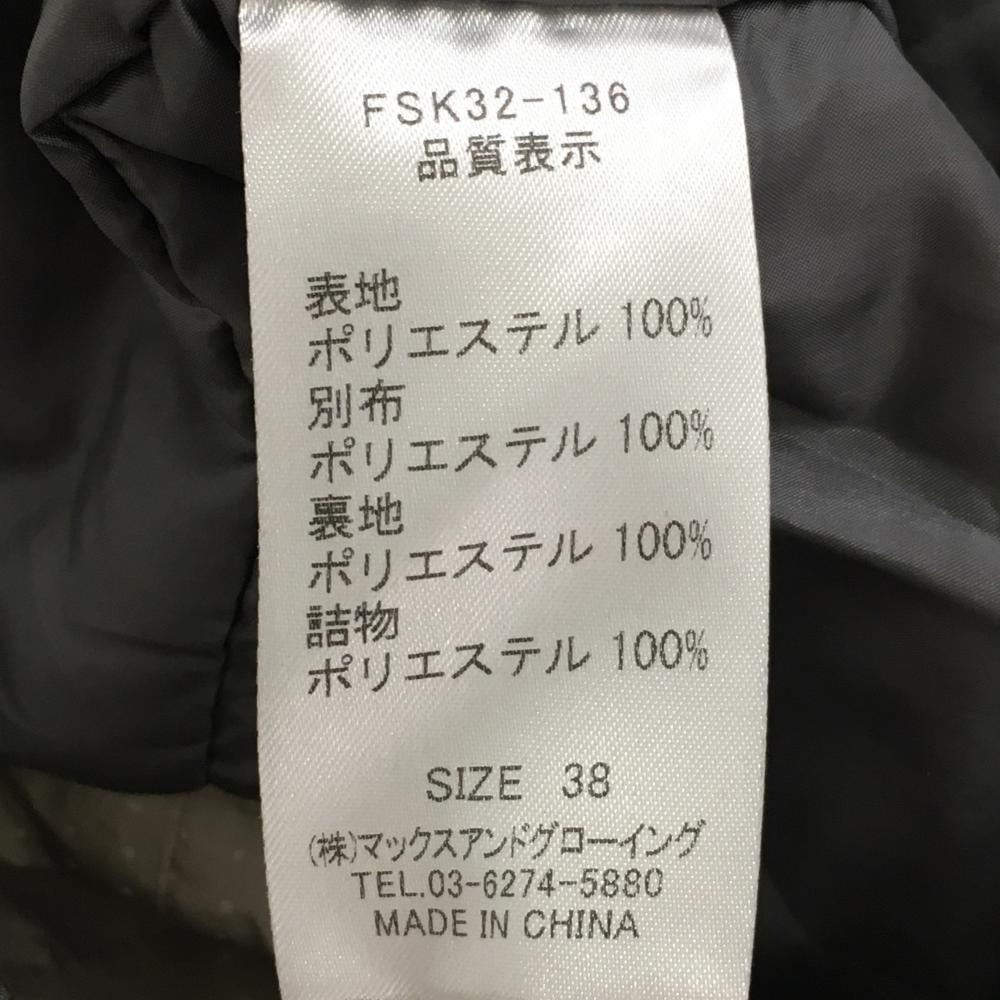 FSK32-136
品質表示
表地
ポリエステル 100%
別布
ポリエステル 100%
裏地
ポリエステル 100%
詰物
ポリエステル 100%
SIZE 38
(株)マックスアンドグローイング
TEL.03-6274-5880
MADE IN CHINA